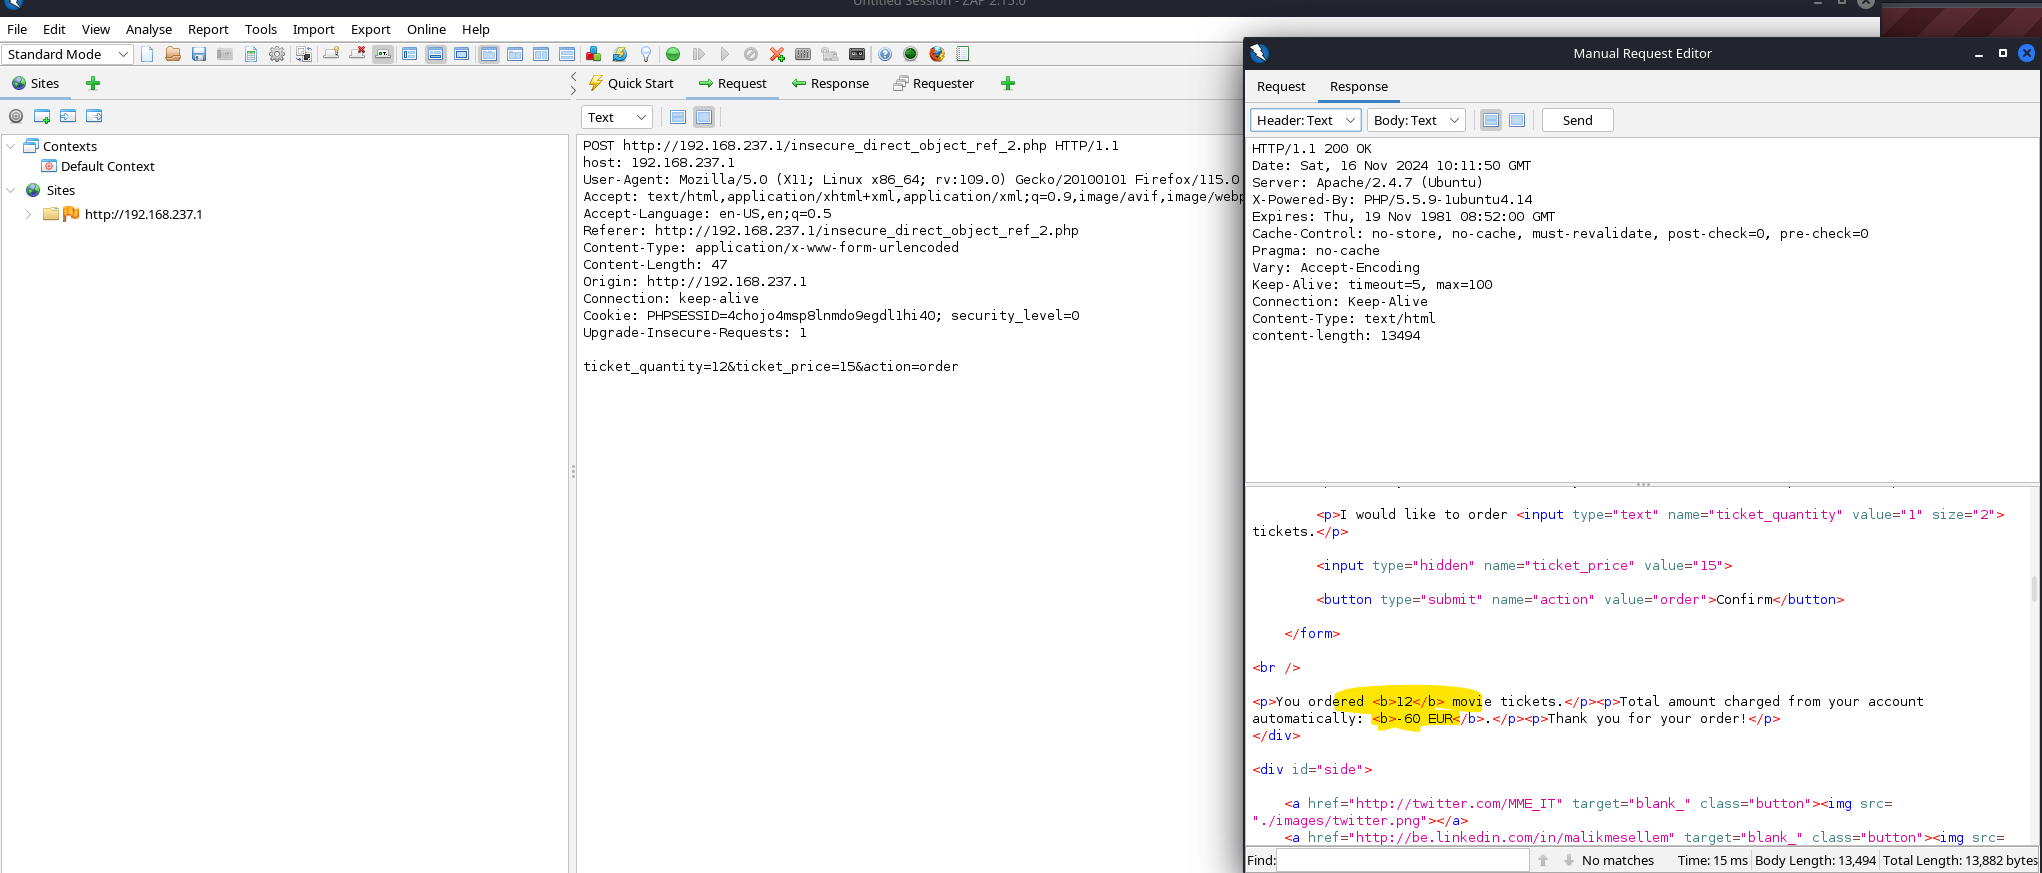 Untitled Session - ZAP 2.15.0
File Edit View Analyse Report Tools Import Export Online Help
Standard Mode
Sites
Quick Start Request Response Requester
Text
Contexts
Default Context
Sites
http://192.168.237.1
POST http://192.168.237.1/insecure_direct_object_ref_2.php HTTP/1.1
host: 192.168.237.1
User-Agent: Mozilla/5.0 (X11; Linux x86_64; rv:109.0) Gecko/20100101 Firefox/115.0
Accept: text/html,application/xhtml+xml,application/xml;q=0.9,image/avif,image/webp
Accept-Language: en-US,en;q=0.5
Referer: http://192.168.237.1/insecure_direct_object_ref_2.php
Content-Type: application/x-www-form-urlencoded
Content-Length: 47
Origin: http://192.168.237.1
Connection: keep-alive
Cookie: PHPSESSID=4chojo4msp8lnmdo9egdl1hi40; security_level=0
Upgrade-Insecure-Requests: 1
ticket_quantity=12&ticket_price=15&action=order
Manual Request Editor
Request Response
Header: Text Body: Text Send
HTTP/1.1 200 OK
Date: Sat, 16 Nov 2024 10:11:50 GMT
Server: Apache/2.4.7 (Ubuntu)
X-Powered-By: PHP/5.5.9-1ubuntu4.14
Expires: Thu, 19 Nov 1981 08:52:00 GMT
Cache-Control: no-store, no-cache, must-revalidate, post-check=0, pre-check=0
Pragma: no-cache
Vary: Accept-Encoding
Keep-Alive: timeout=5, max=100
Connection: Keep-Alive
Content-Type: text/html
content-length: 13494
<p>I would like to order <input type="text" name="ticket_quantity" value="1" size="2">
tickets.</p>
<input type="hidden" name="ticket_price" value="15">
<button type="submit" name="action" value="order">Confirm</button>
</form>
<br />
<p>You ordered <b>12</b> movie tickets.</p><p>Total amount charged from your account
automatically: <b>-60 EUR</b>.</p><p>Thank you for your order!</p>
</div>
<div id="side">
<a href="http://twitter.com/MME_IT" target="blank_" class="button"><img src=
"./images/twitter.png"></a>
<a href="http://be.linkedin.com/in/malikmesellem" target="blank_" class="button"><img src=
Find: No matches Time: 15 ms Body Length: 13,494 Total Length: 13,882 bytes